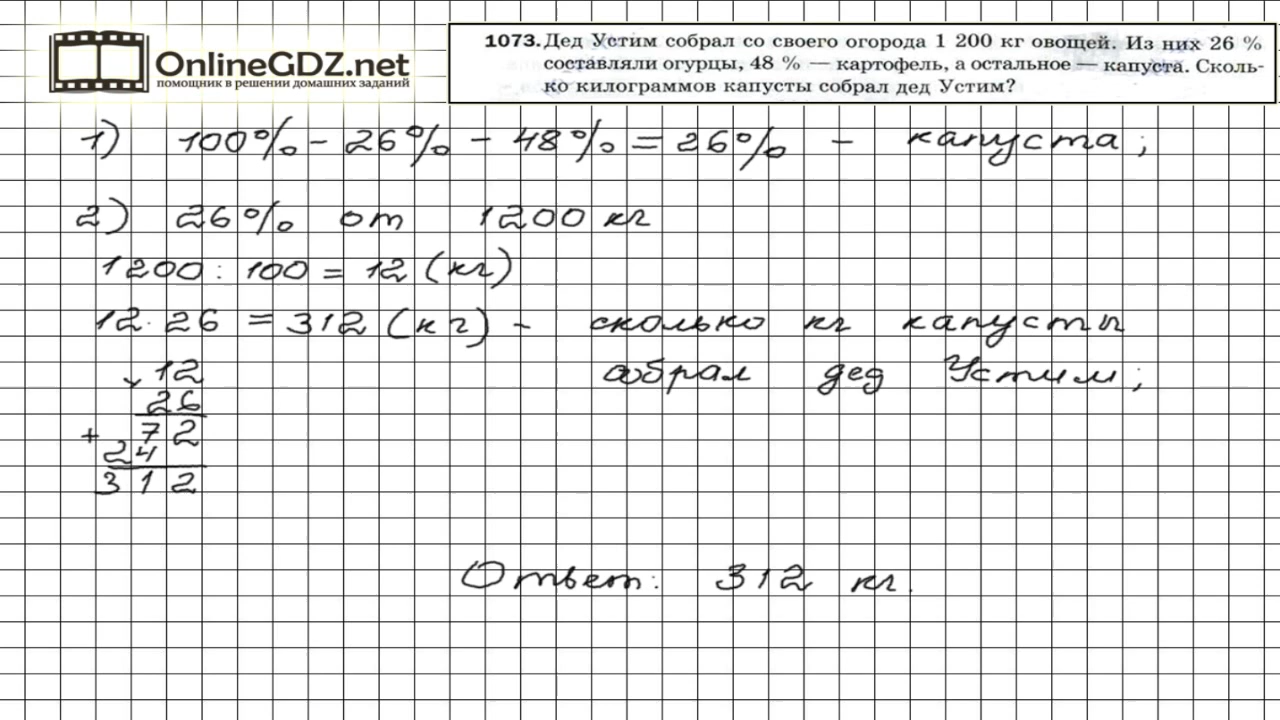 OnlineGDZ.net
помощник в решении домашних заданий
1073. Дед Устим собрал со своего огорода 1 200 кг овощей. Из них 26 %
составляли огурцы, 48 % — картофель, а остальное — капуста. Сколь-
ко килограммов капусты собрал дед Устим?
1) 100% - 26% - 48% = 26% - капуста;
2) 26% от 1200 кг
1200 : 100 = 12 (кг)
12 · 26 = 312 (кг) - сколько кг капусты
собрал дед Устим;
× 12
26
+ 72
24
312
Ответ: 312 кг.